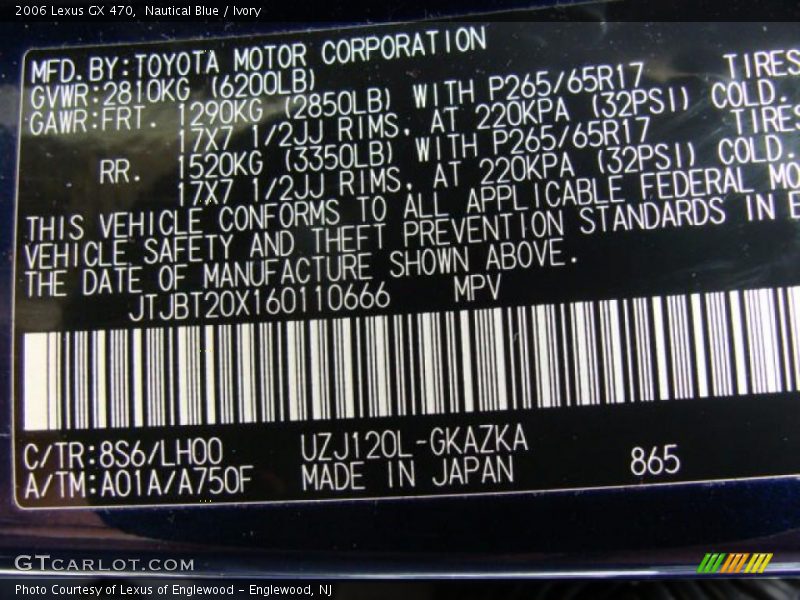 2006 Lexus GX 470, Nautical Blue / Ivory
MFD.BY:TOYOTA MOTOR CORPORATION
GVWR:2810KG (6200LB)
GAWR:FRT. 1290KG (2850LB) WITH P265/65R17 TIRES
17X7 1/2JJ RIMS, AT 220KPA (32PSI) COLD.
RR. 1520KG (3350LB) WITH P265/65R17 TIRES
17X7 1/2JJ RIMS, AT 220KPA (32PSI) COLD.
THIS VEHICLE CONFORMS TO ALL APPLICABLE FEDERAL MO
VEHICLE SAFETY AND THEFT PREVENTION STANDARDS IN E
THE DATE OF MANUFACTURE SHOWN ABOVE.
JTJBT20X160110666 MPV
C/TR:8S6/LH00 UZJ120L-GKAZKA 865
A/TM:A01A/A750F MADE IN JAPAN
GTCARLOT.COM
Photo Courtesy of Lexus of Englewood - Englewood, NJ